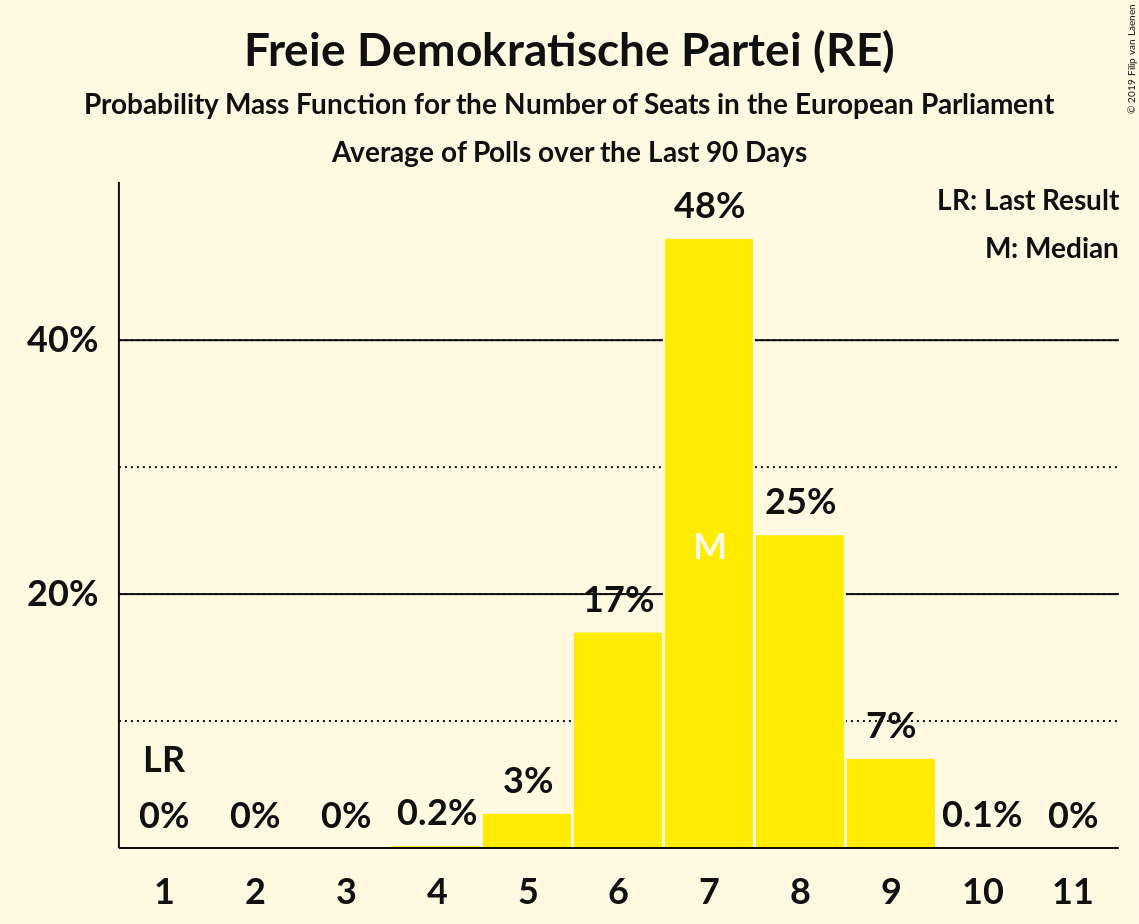 Freie Demokratische Partei (RE)
Probability Mass Function for the Number of Seats in the European Parliament
Average of Polls over the Last 90 Days
© 2019 Filip van Laenen
LR: Last Result
M: Median
48%
40%
25%
M
20%
17%
7%
LR
3%
0% 0% 0% 0.2% 0.1% 0%
1 2 3 4 5 6 7 8 9 10 11